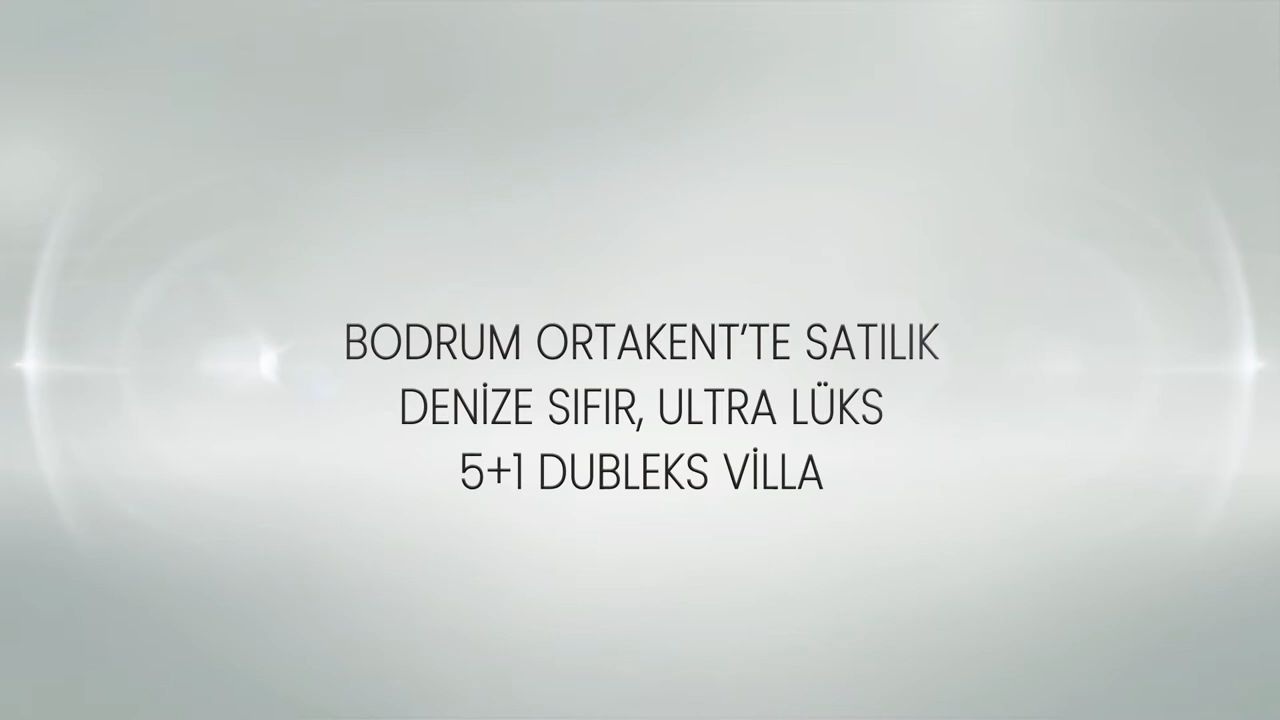 BODRUM ORTAKENT'TE SATILIK
DENİZE SIFIR, ULTRA LÜKS
5+1 DUBLEKS VİLLA